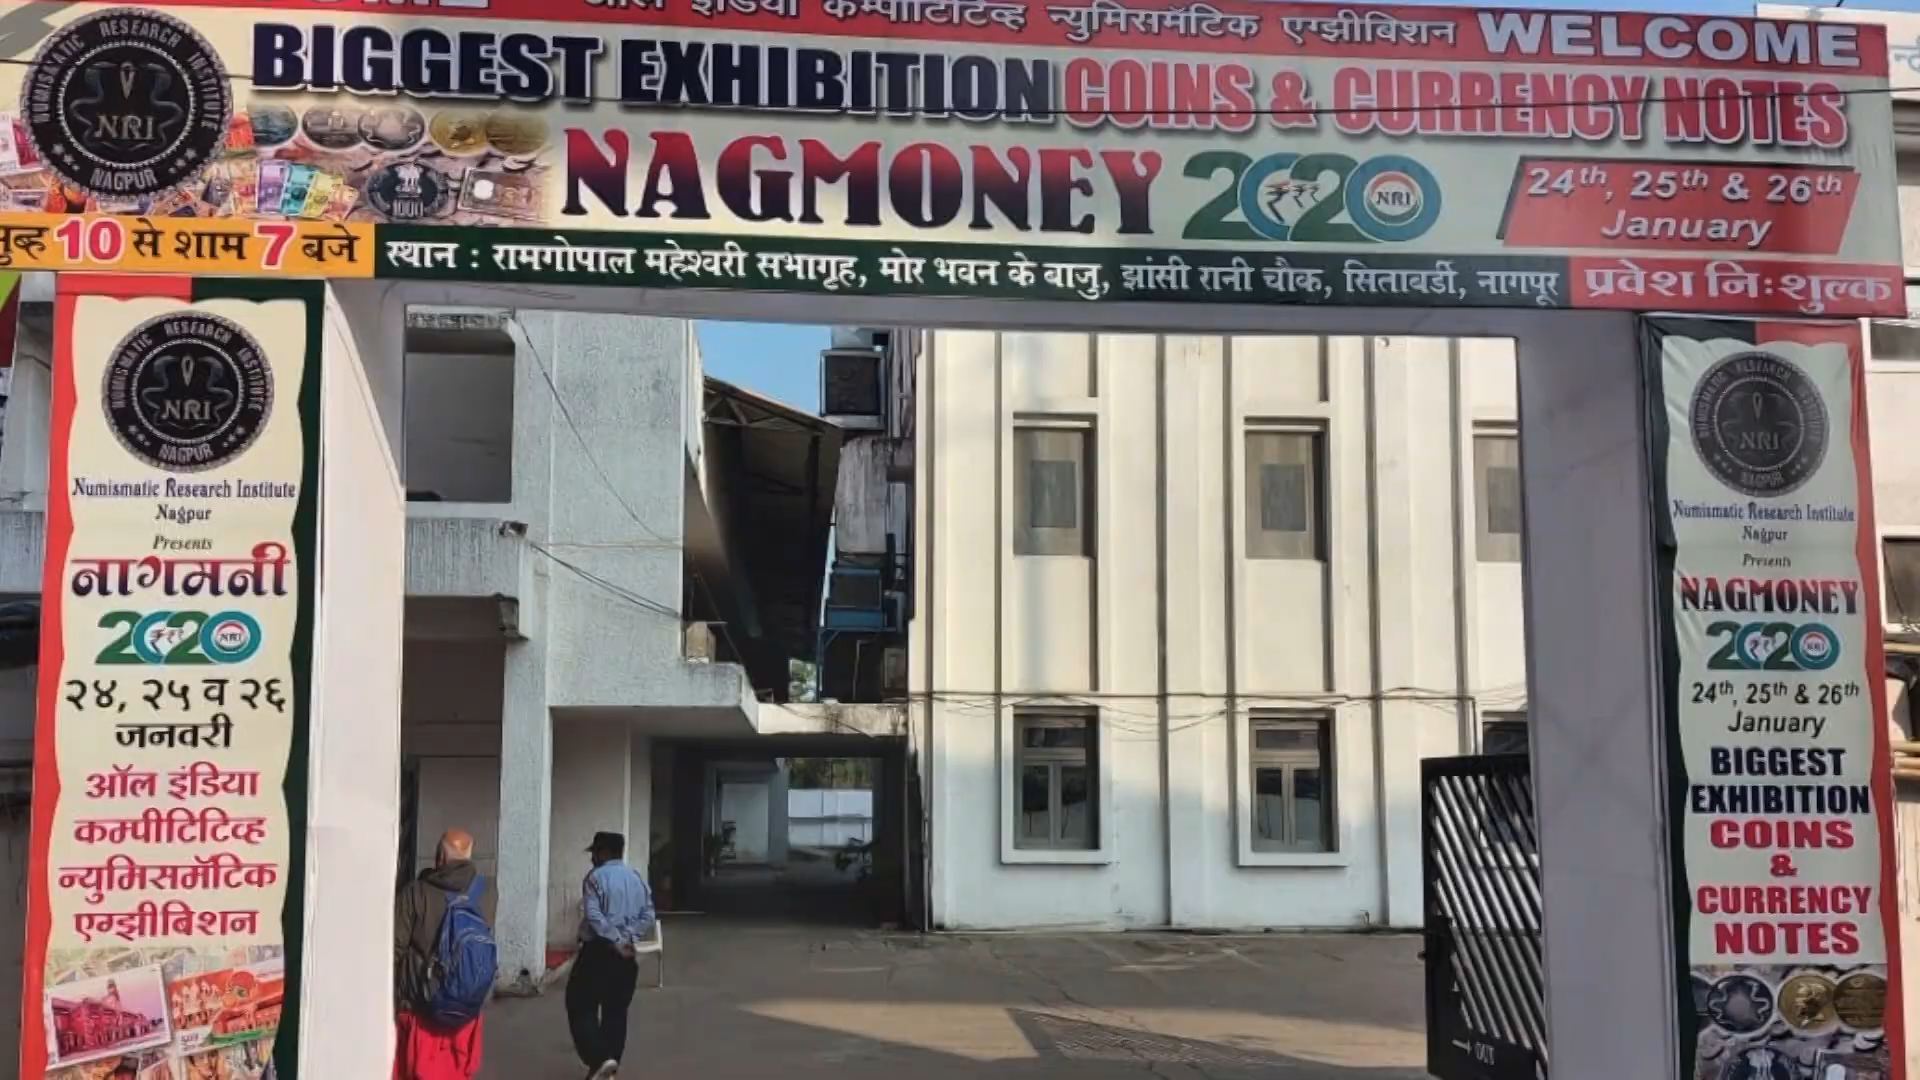 ऑल इंडिया कम्पीटिटिव्ह न्युमिसमॅटिक एग्झीबिशन WELCOME
BIGGEST EXHIBITION COINS & CURRENCY NOTES
NUMISMATIC RESEARCH INSTITUTE
NRI
NAGPUR
1000
NAGMONEY 2020
NRI
24th, 25th & 26th
January
10 से शाम 7 बजे
स्थान : रामगोपाल महेश्वरी सभागृह, मोर भवन के बाजु, झांसी रानी चौक, सिताबर्डी, नागपूर
प्रवेश निःशुल्क
NUMISMATIC RESEARCH INSTITUTE
NRI
NAGPUR
Numismatic Research Institute
Nagpur
Presents
नागमनी
2020
NRI
२४, २५ व २६
जनवरी
ऑल इंडिया
कम्पीटिटिव्ह
न्युमिसमॅटिक
एग्झीबिशन
NUMISMATIC RESEARCH INSTITUTE
NRI
NAGPUR
Numismatic Research Institute
Nagpur
Presents
NAGMONEY
2020
NRI
24th, 25th & 26th
January
BIGGEST
EXHIBITION
COINS
&
CURRENCY
NOTES
OUT